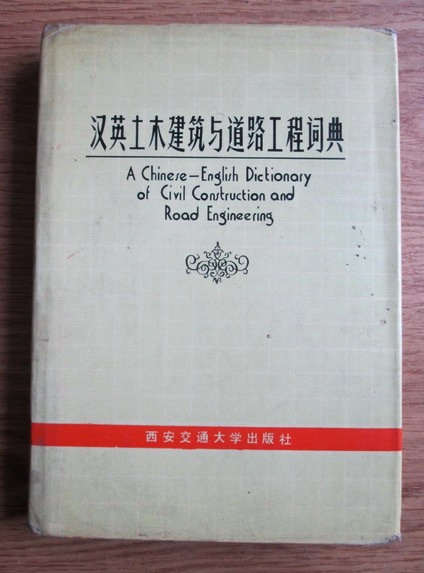 汉英土木建筑与道路工程词典
A Chinese—English Dictionary
of Civil Construction and
Road Engineering
西安交通大学出版社